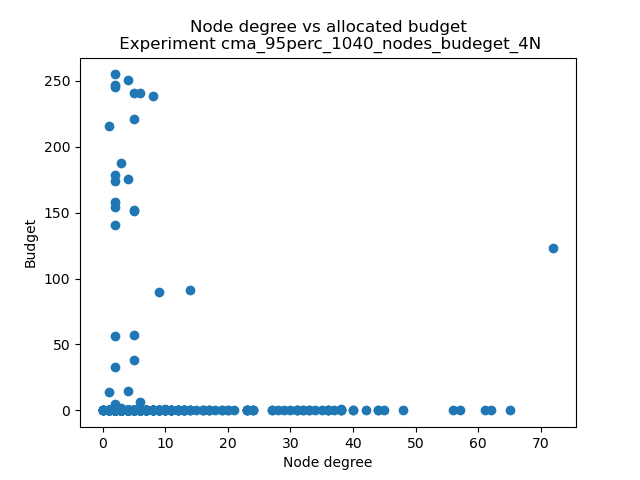 Node degree vs allocated budget
Experiment cma_95perc_1040_nodes_budeget_4N
250
200
150
100
50
0
Budget
0 10 20 30 40 50 60 70
Node degree